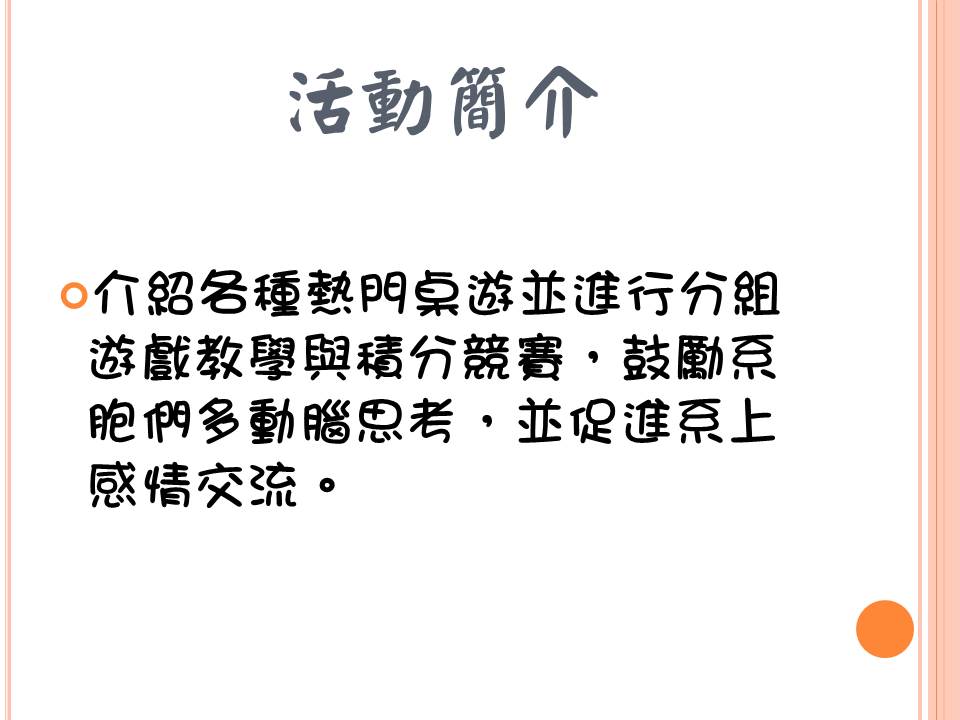 活動簡介
介紹各種熱門桌遊並進行分組
遊戲教學與積分競賽，鼓勵系
胞們多動腦思考，並促進系上
感情交流。